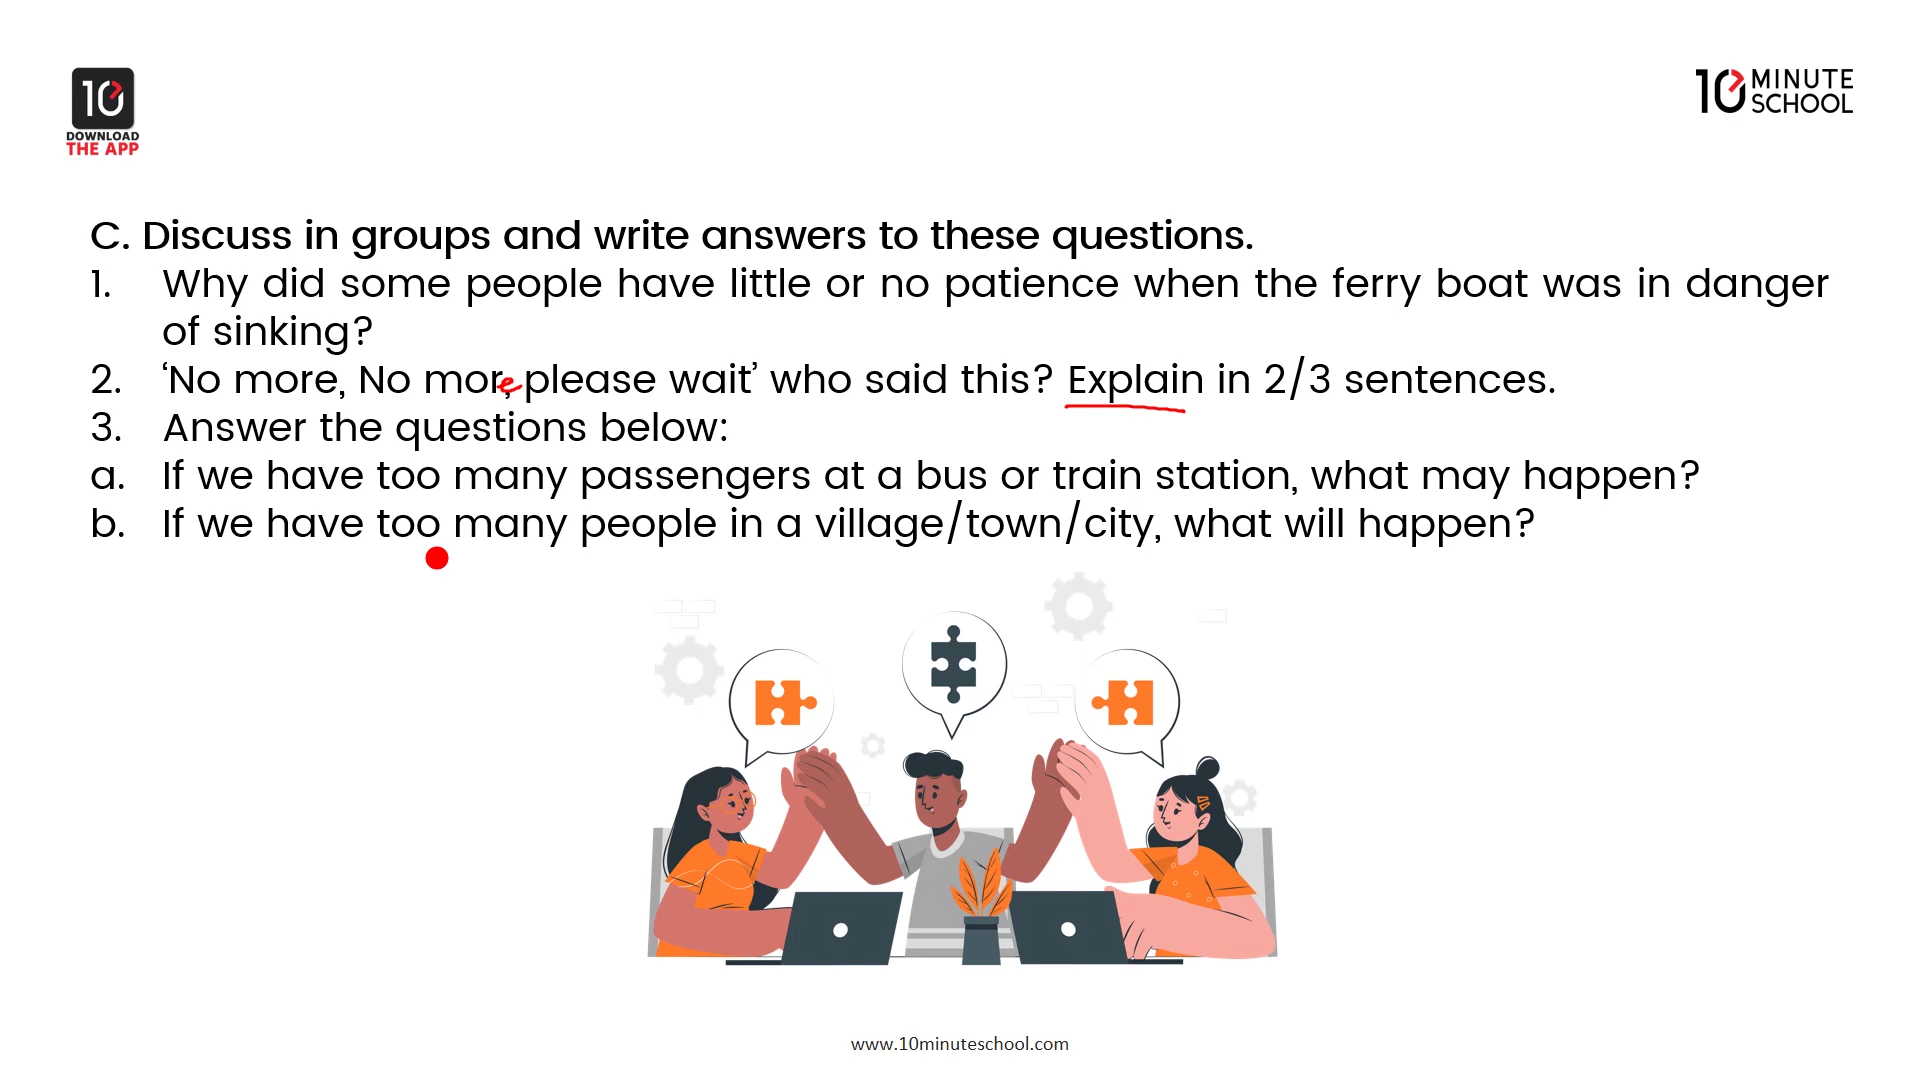 10
DOWNLOAD
THE APP
10 MINUTE
SCHOOL
C. Discuss in groups and write answers to these questions.
1. Why did some people have little or no patience when the ferry boat was in danger
of sinking?
2. ‘No more, No more, please wait’ who said this? Explain in 2/3 sentences.
3. Answer the questions below:
a. If we have too many passengers at a bus or train station, what may happen?
b. If we have too many people in a village/town/city, what will happen?
www.10minuteschool.com